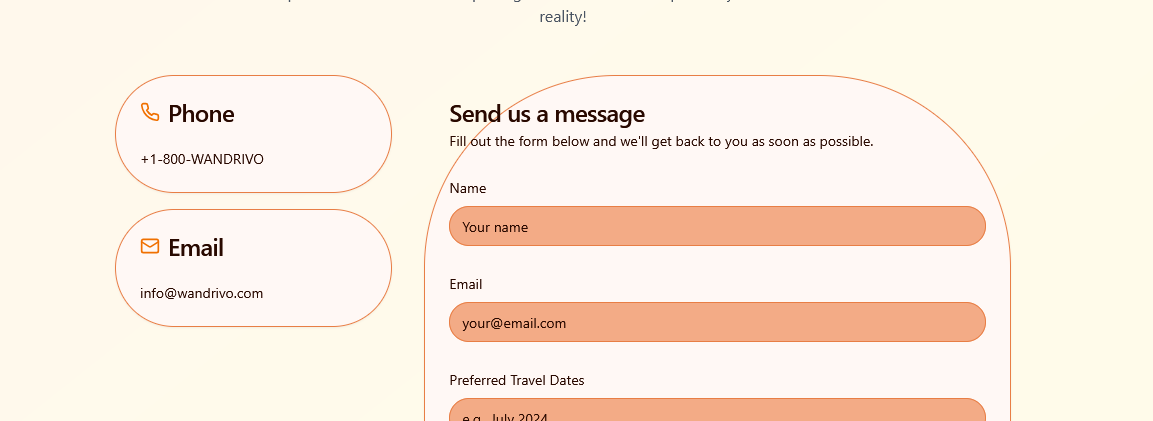 reality!
Phone
+1-800-WANDRIVO
Email
info@wandrivo.com
Send us a message
Fill out the form below and we'll get back to you as soon as possible.
Name
Your name
Email
your@email.com
Preferred Travel Dates
e.g., July 2024